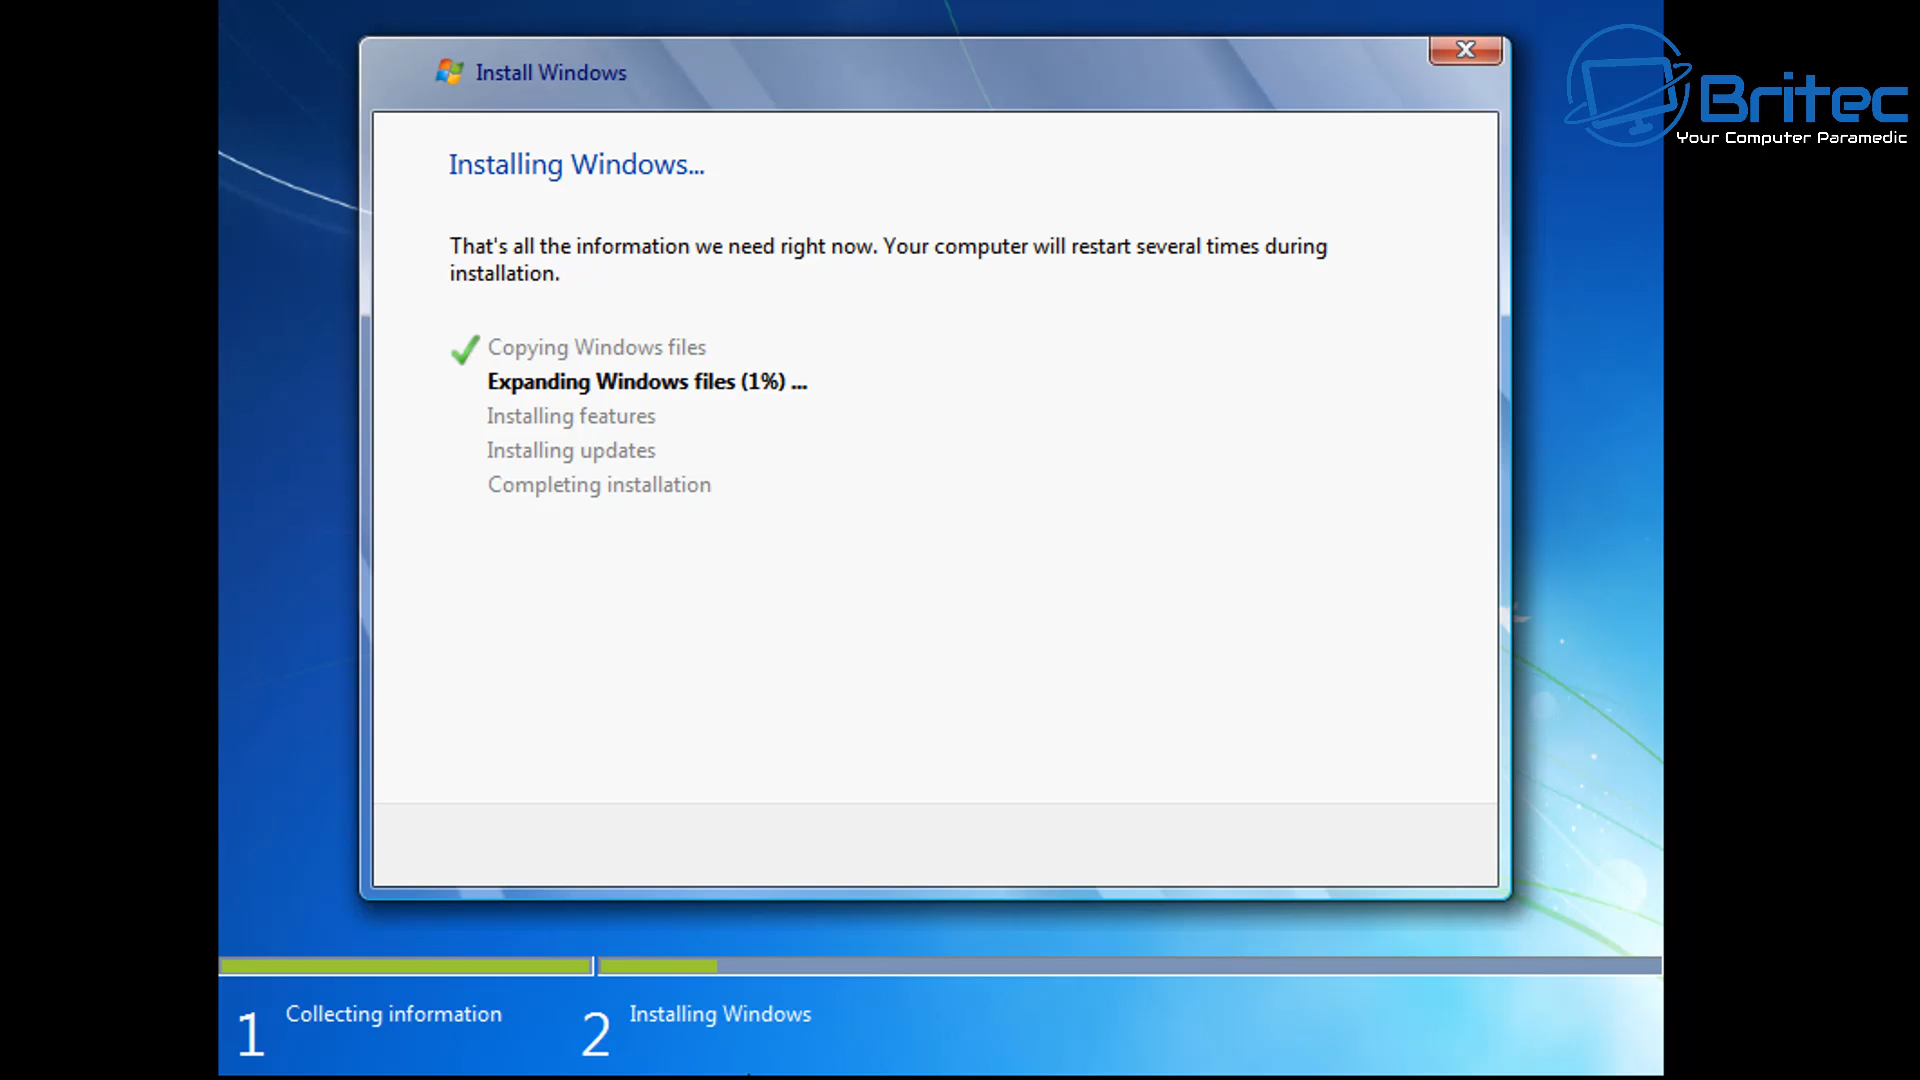 Install Windows
Britec
Your Computer Paramedic
Installing Windows...
That's all the information we need right now. Your computer will restart several times during
installation.
Copying Windows files
Expanding Windows files (1%) ...
Installing features
Installing updates
Completing installation
1 Collecting information
2 Installing Windows